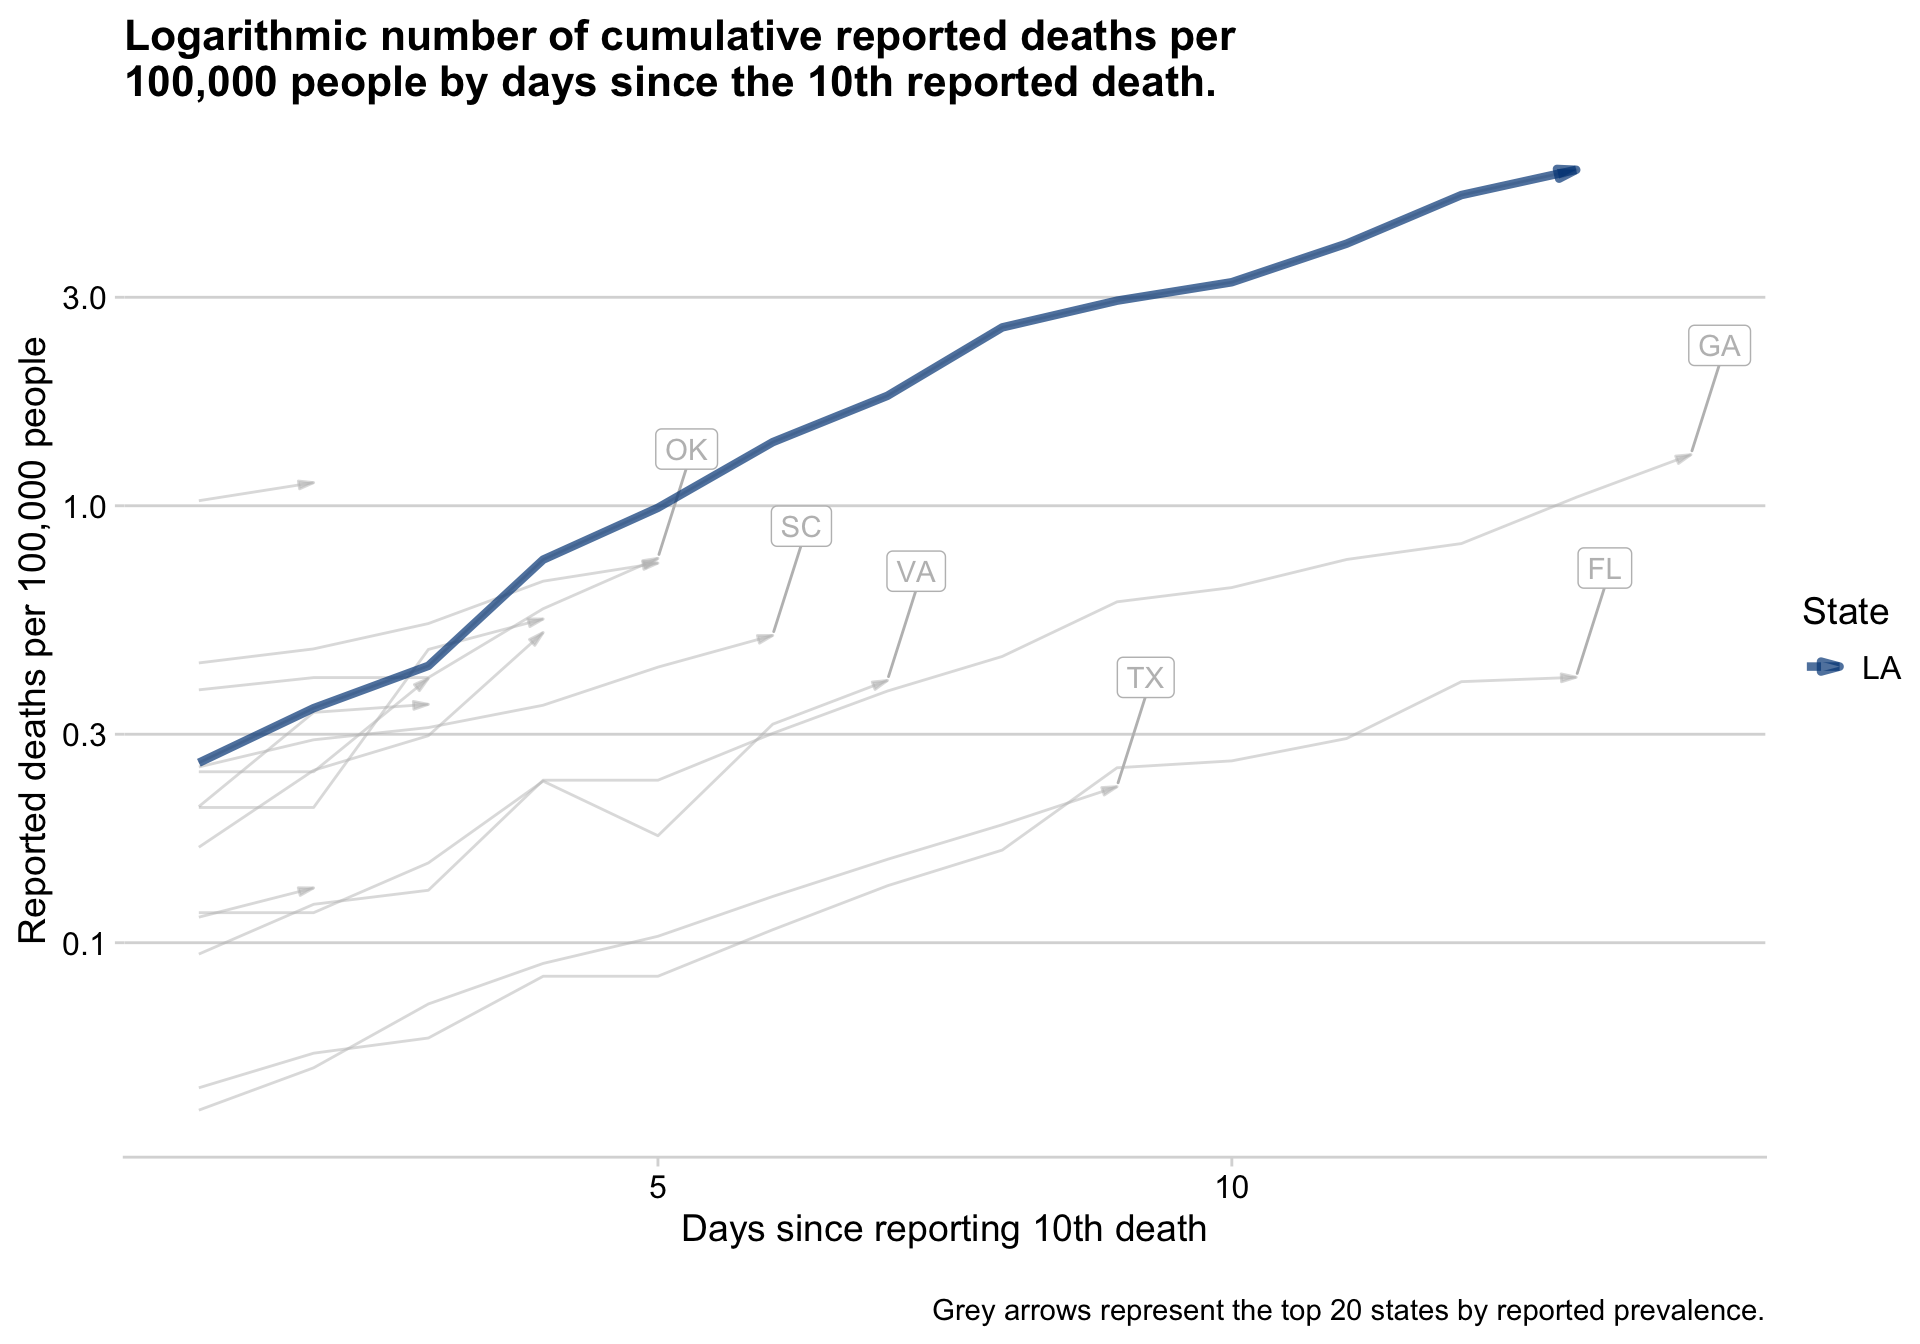 Logarithmic number of cumulative reported deaths per
100,000 people by days since the 10th reported death.
Reported deaths per 100,000 people
3.0
1.0
0.3
0.1
GA
OK
SC
VA
FL
TX
State
LA
5
10
Days since reporting 10th death
Grey arrows represent the top 20 states by reported prevalence.